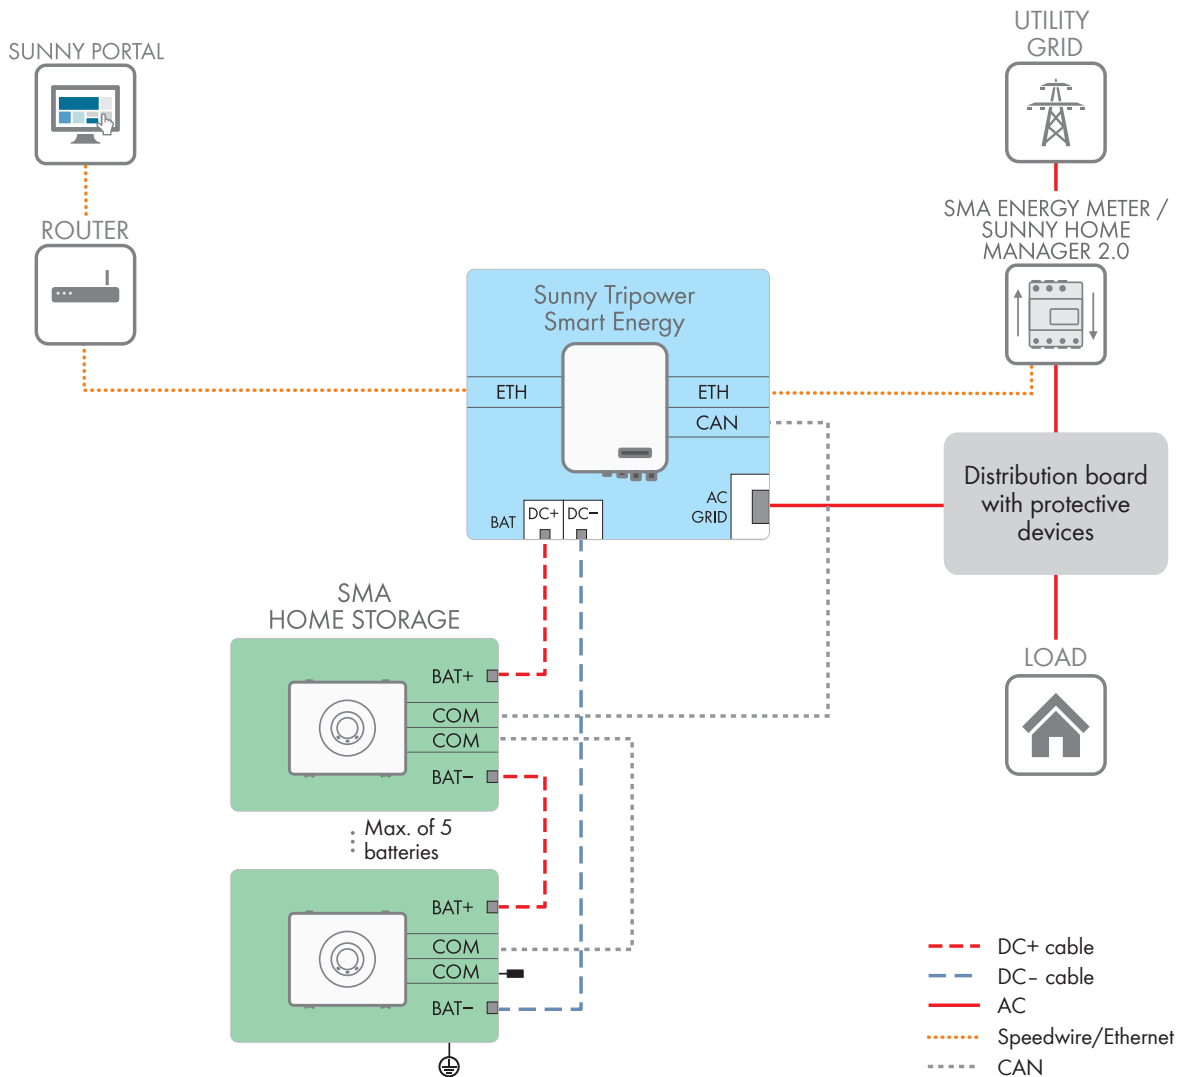 SUNNY PORTAL
ROUTER
UTILITY
GRID
SMA ENERGY METER /
SUNNY HOME
MANAGER 2.0
Sunny Tripower
Smart Energy
ETH
ETH
CAN
BAT
DC+
DC–
AC
GRID
Distribution board
with protective
devices
LOAD
SMA
HOME STORAGE
BAT+
COM
COM
BAT–
Max. of 5
batteries
BAT+
COM
COM
BAT–
DC+ cable
DC– cable
AC
Speedwire/Ethernet
CAN